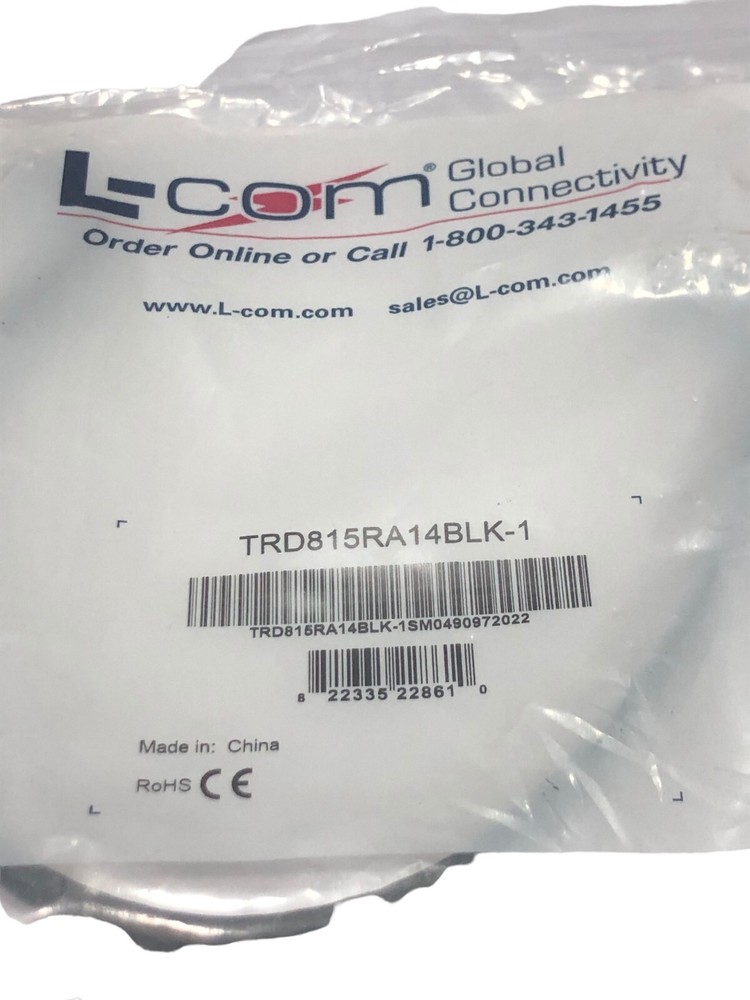 L-com® Global Connectivity
Order Online or Call 1-800-343-1455
www.L-com.com sales@L-com.com
TRD815RA14BLK-1
TRD815RA14BLK-1SM0490972022
8 22335 22861 0
Made in: China
RoHS CE